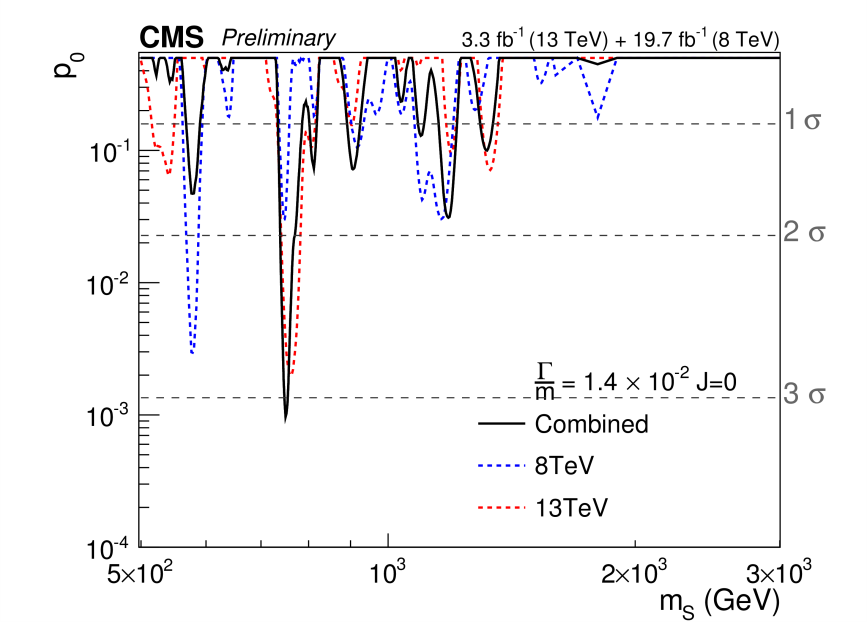 CMS Preliminary 3.3 fb⁻¹ (13 TeV) + 19.7 fb⁻¹ (8 TeV)
p₀
1 σ
10⁻¹
2 σ
10⁻²
Γ/m = 1.4 × 10⁻² J=0
3 σ
10⁻³
Combined
8TeV
13TeV
10⁻⁴
5×10² 10³ 2×10³ 3×10³
m_S (GeV)